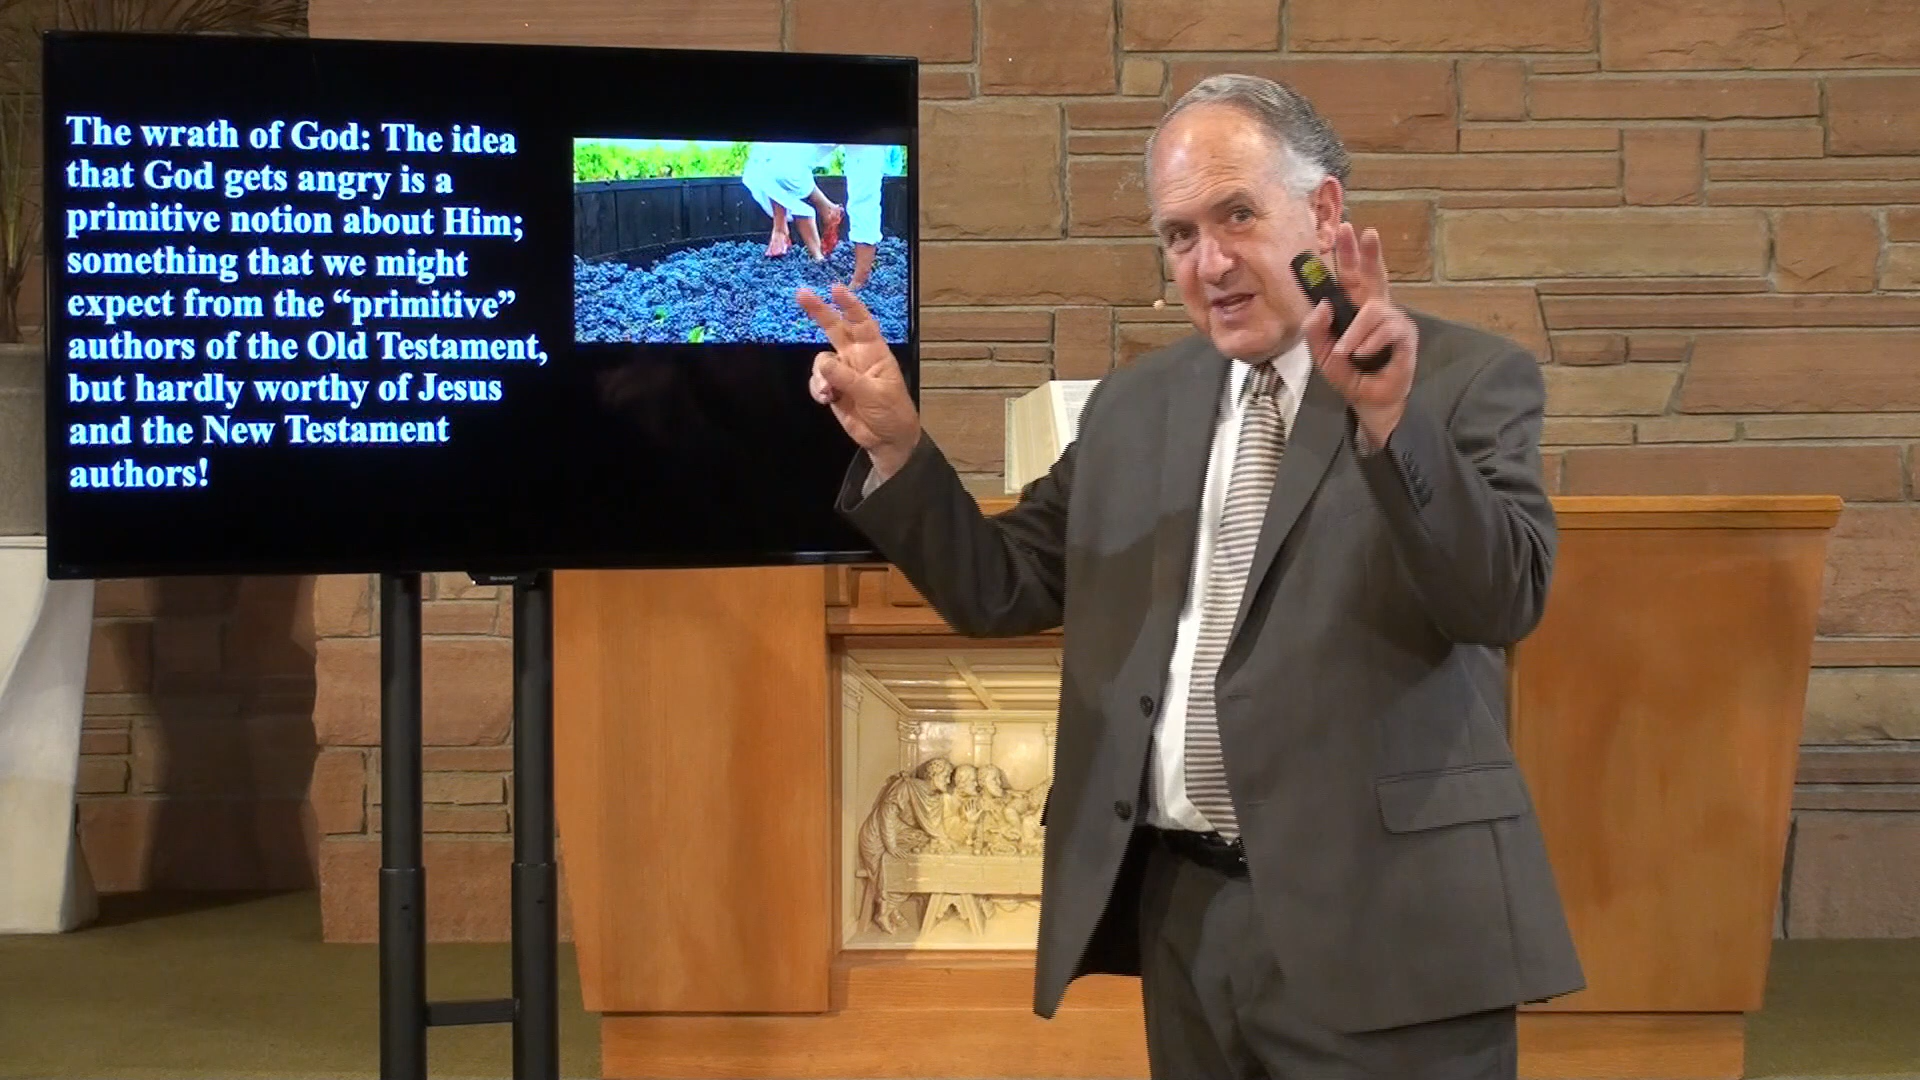 The wrath of God: The idea
that God gets angry is a
primitive notion about Him;
something that we might
expect from the “primitive”
authors of the Old Testament,
but hardly worthy of Jesus
and the New Testament
authors!
SHARP